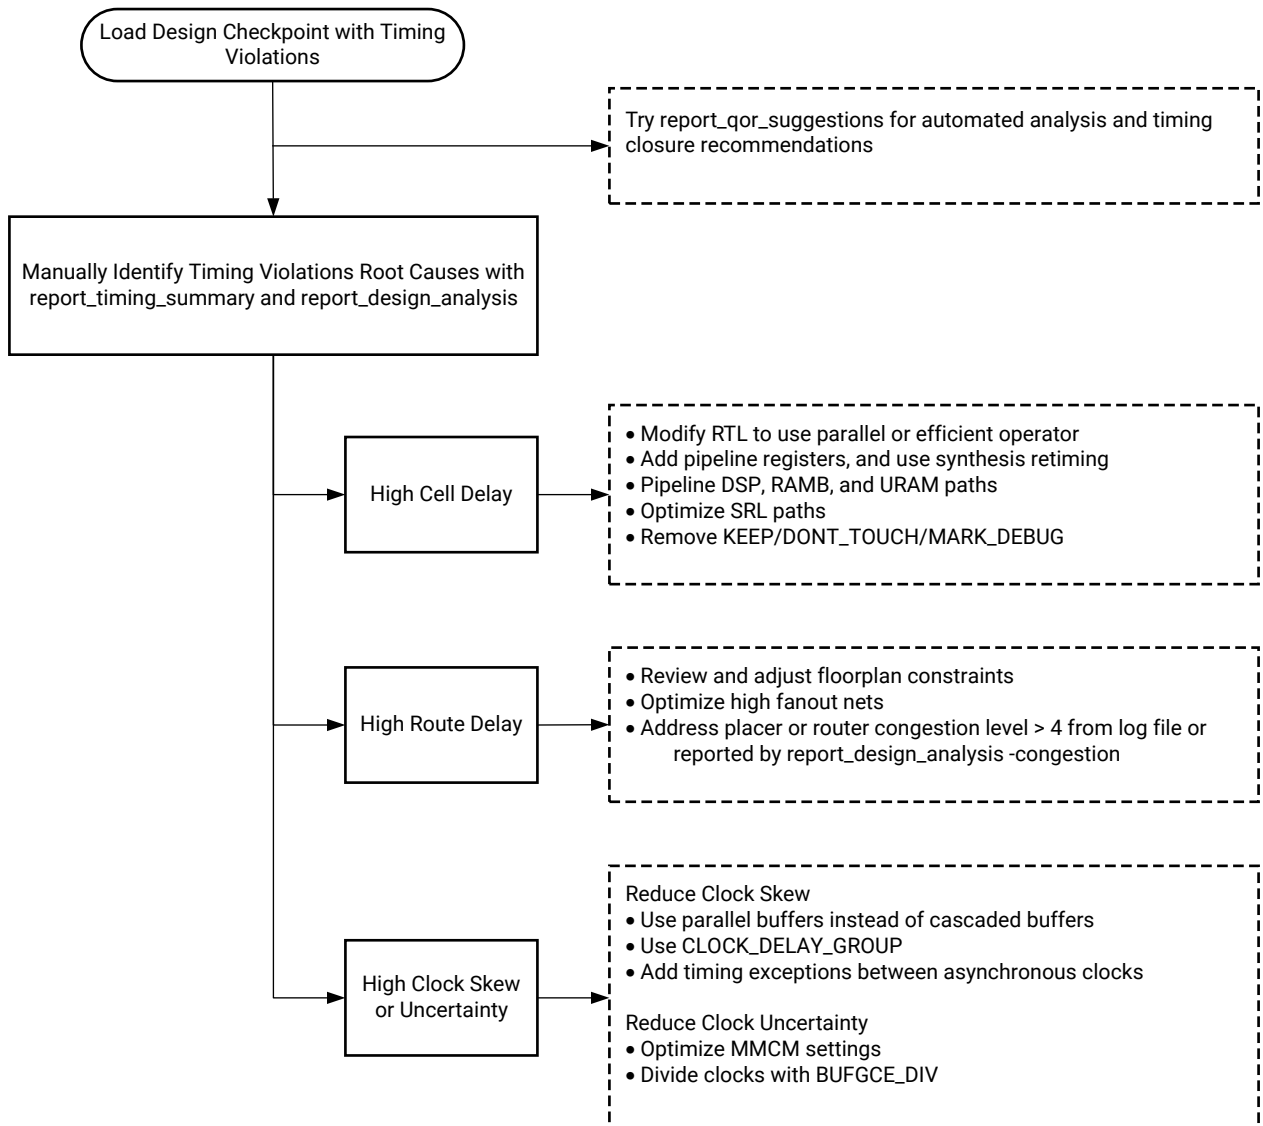 Load Design Checkpoint with Timing
Violations
Try report_qor_suggestions for automated analysis and timing
closure recommendations
Manually Identify Timing Violations Root Causes with
report_timing_summary and report_design_analysis
High Cell Delay
• Modify RTL to use parallel or efficient operator
• Add pipeline registers, and use synthesis retiming
• Pipeline DSP, RAMB, and URAM paths
• Optimize SRL paths
• Remove KEEP/DONT_TOUCH/MARK_DEBUG
High Route Delay
• Review and adjust floorplan constraints
• Optimize high fanout nets
• Address placer or router congestion level > 4 from log file or
reported by report_design_analysis -congestion
High Clock Skew
or Uncertainty
Reduce Clock Skew
• Use parallel buffers instead of cascaded buffers
• Use CLOCK_DELAY_GROUP
• Add timing exceptions between asynchronous clocks
Reduce Clock Uncertainty
• Optimize MMCM settings
• Divide clocks with BUFGCE_DIV